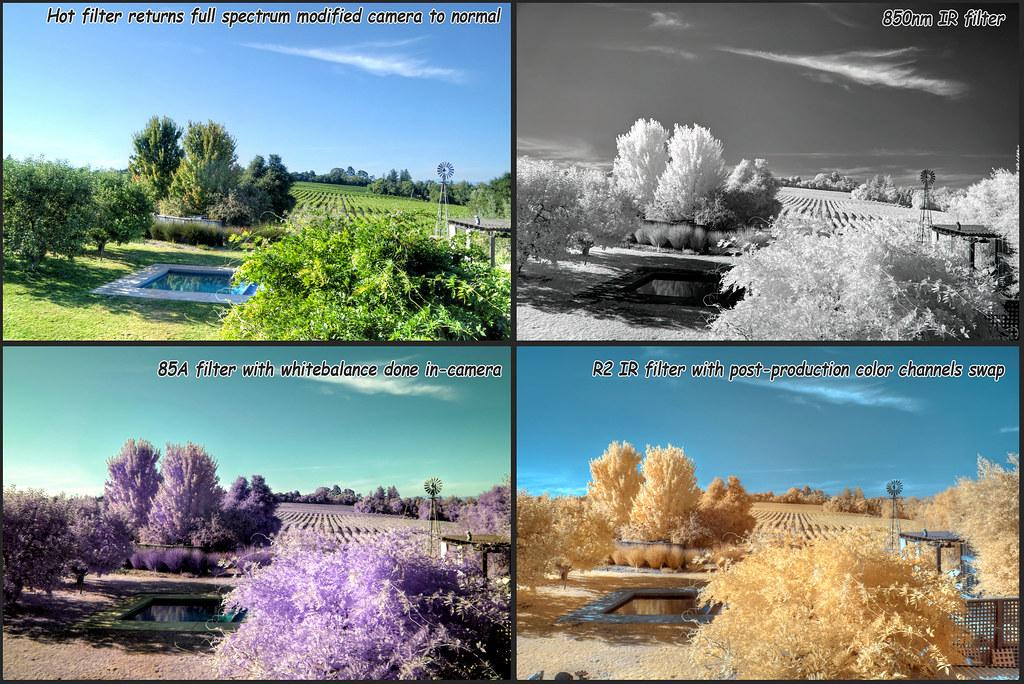 Hot filter returns full spectrum modified camera to normal
850nm IR filter
85A filter with whitebalance done in-camera
R2 IR filter with post-production color channels swap